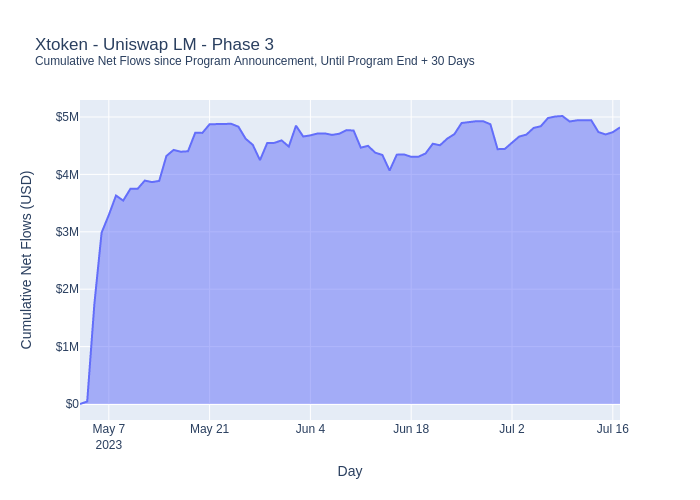 Xtoken - Uniswap LM - Phase 3
Cumulative Net Flows since Program Announcement, Until Program End + 30 Days
Cumulative Net Flows (USD)
$5M
$4M
$3M
$2M
$1M
$0
May 7
2023
May 21
Jun 4
Jun 18
Jul 2
Jul 16
Day